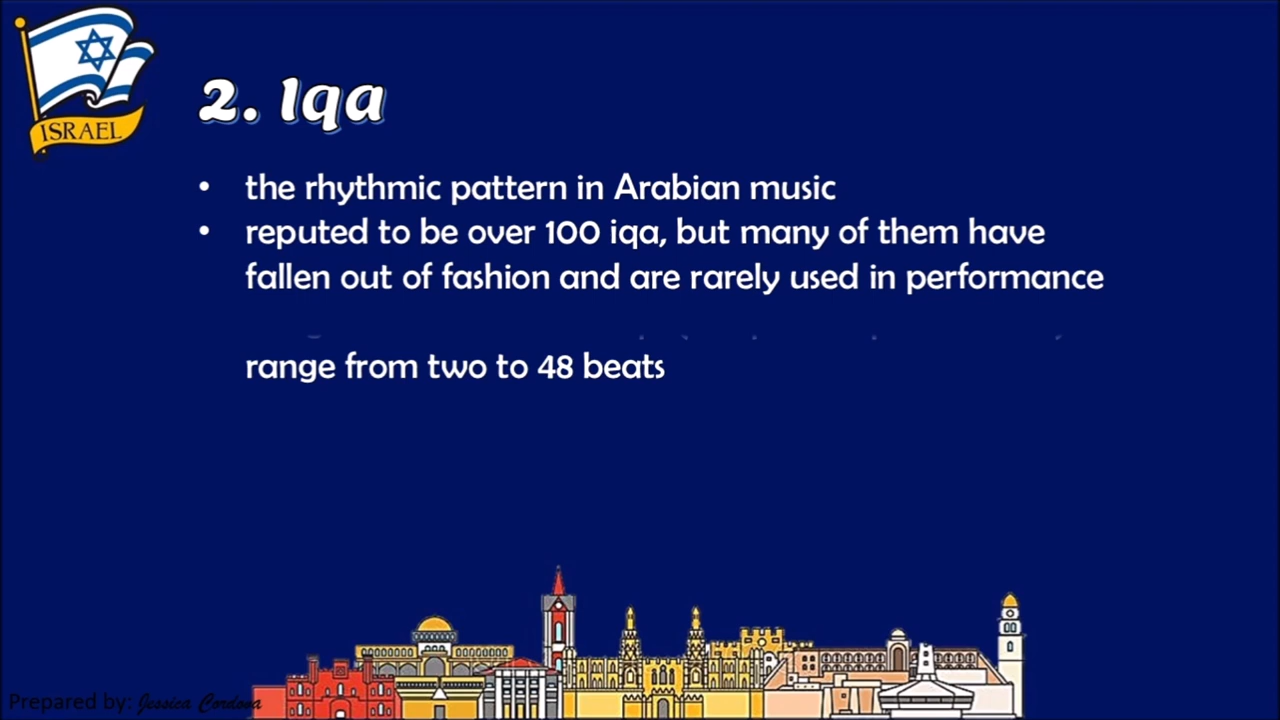 ISRAEL
2. Iqa
• the rhythmic pattern in Arabian music
• reputed to be over 100 iqa, but many of them have
fallen out of fashion and are rarely used in performance
range from two to 48 beats
Prepared by: Jessica Cordova